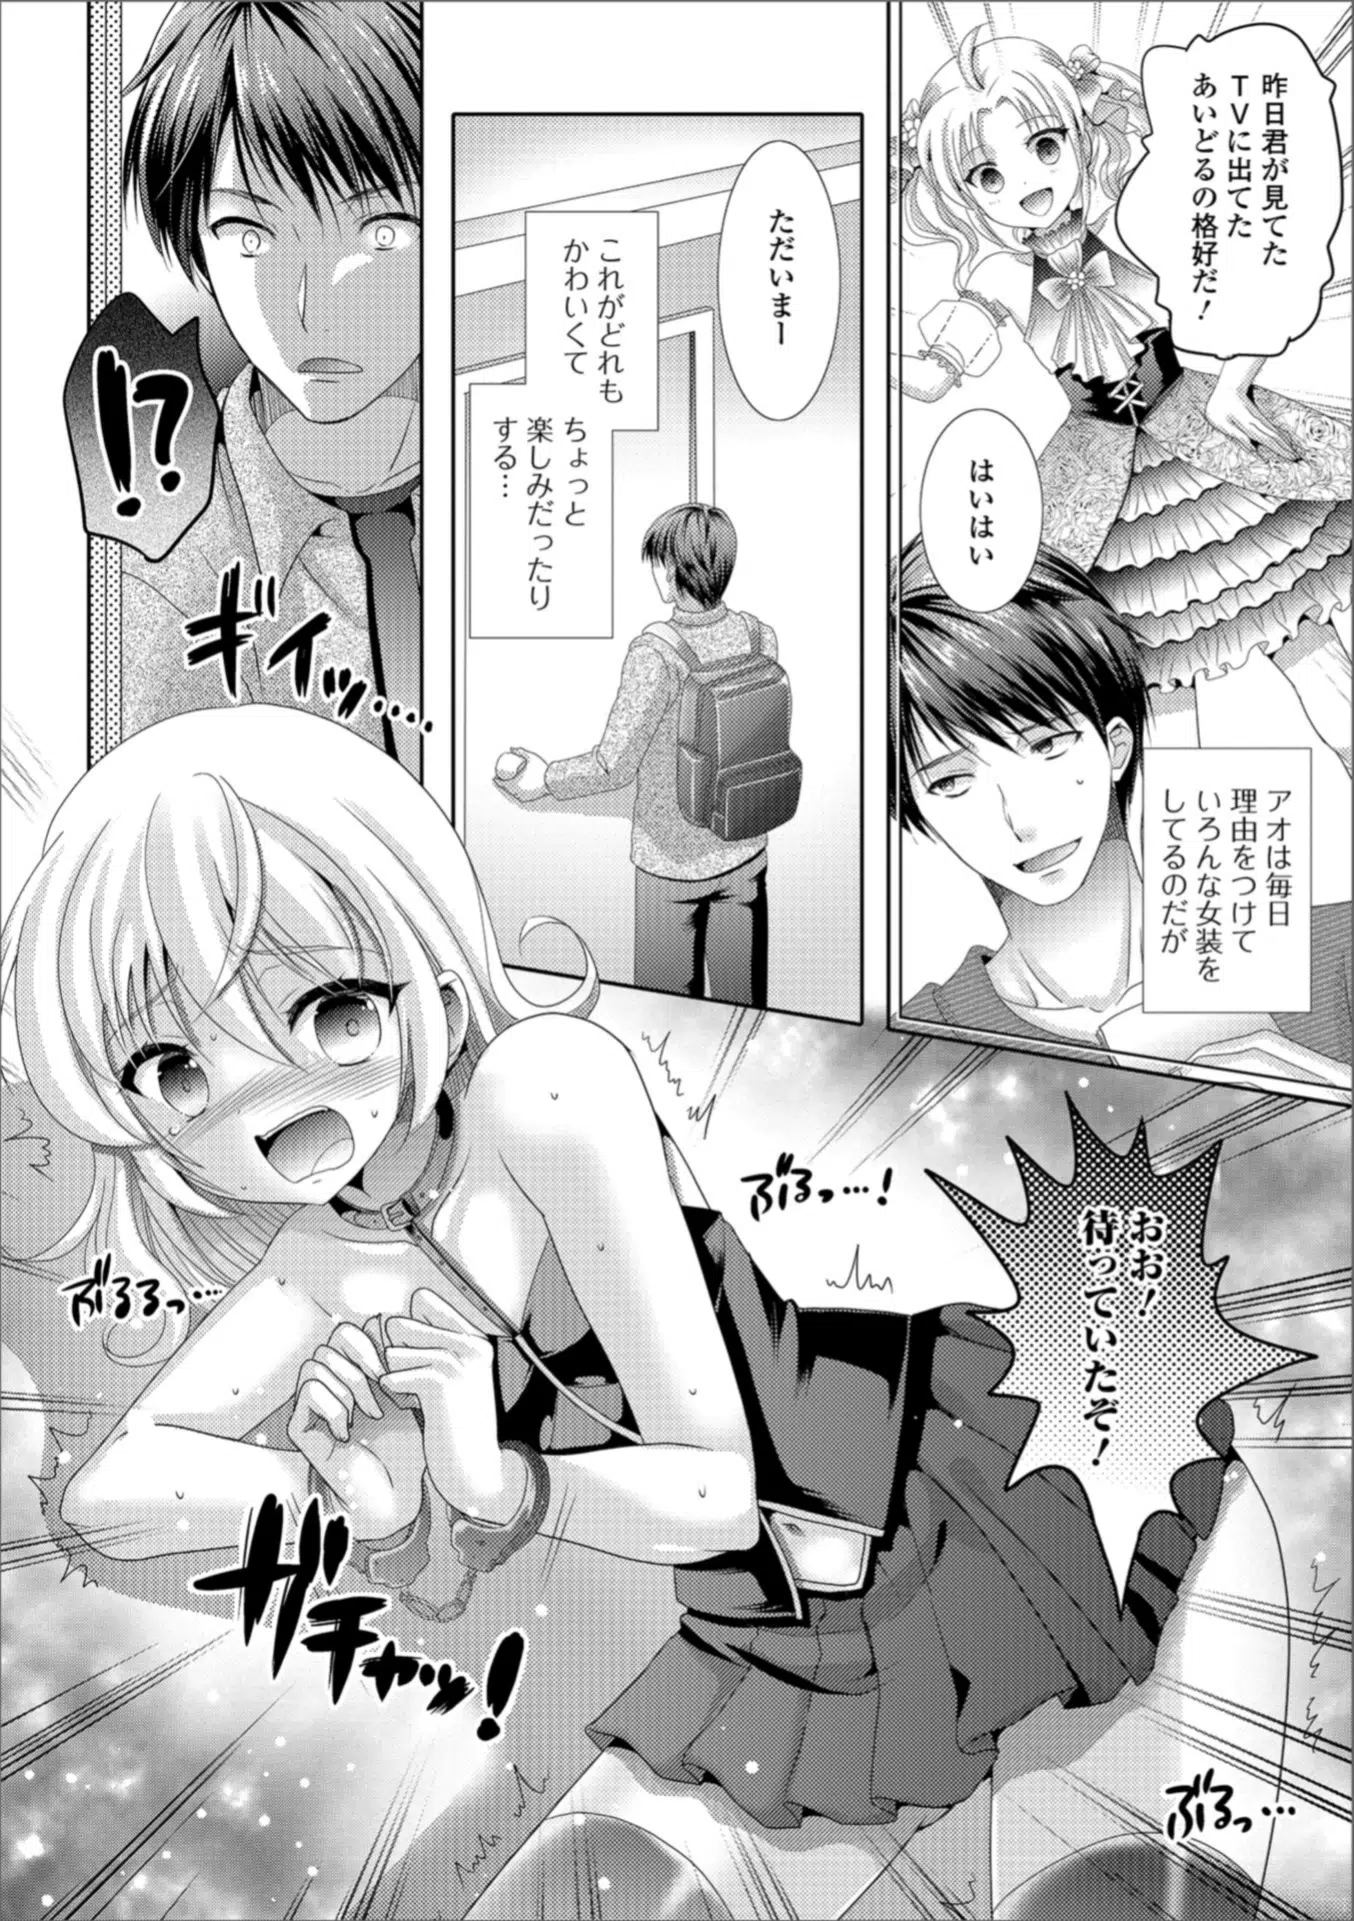 昨日君が見てた
TVに出てた
あいどるの格好だ!
はいはい
アオは毎日
理由をつけて
いろんな女装を
してるのだが
ただいまー
これがどれも
かわいくて
ちょっと
楽しみだったり
する…
!?
ギィッ……
おお!
待っていたぞ!
ぶるっ…!
ぶるるっ…
ガチャッ!
ぶるっ…